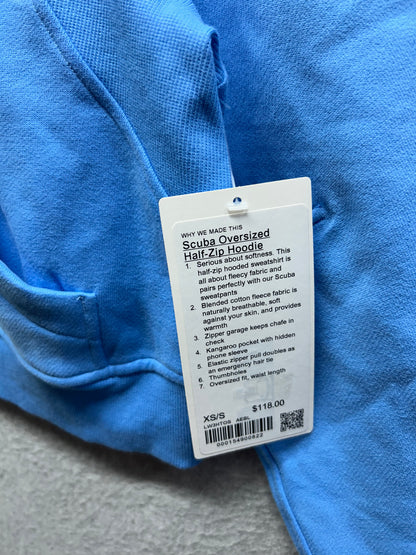 WHY WE MADE THIS
Scuba Oversized
Half-Zip Hoodie
1. Serious about softness. This
half-zip hooded sweatshirt is
all about fleecy fabric and
pairs perfectly with our Scuba
sweatpants
2. Blended cotton fleece fabric is
naturally breathable, soft
against your skin, and provides
warmth
3. Zipper garage keeps chafe in
check
4. Kangaroo pocket with hidden
phone sleeve
5. Elastic zipper pull doubles as
an emergency hair tie
6. Thumbholes
7. Oversized fit, waist length
XS/S $118.00
LW3HTQS AEBL
000154900822